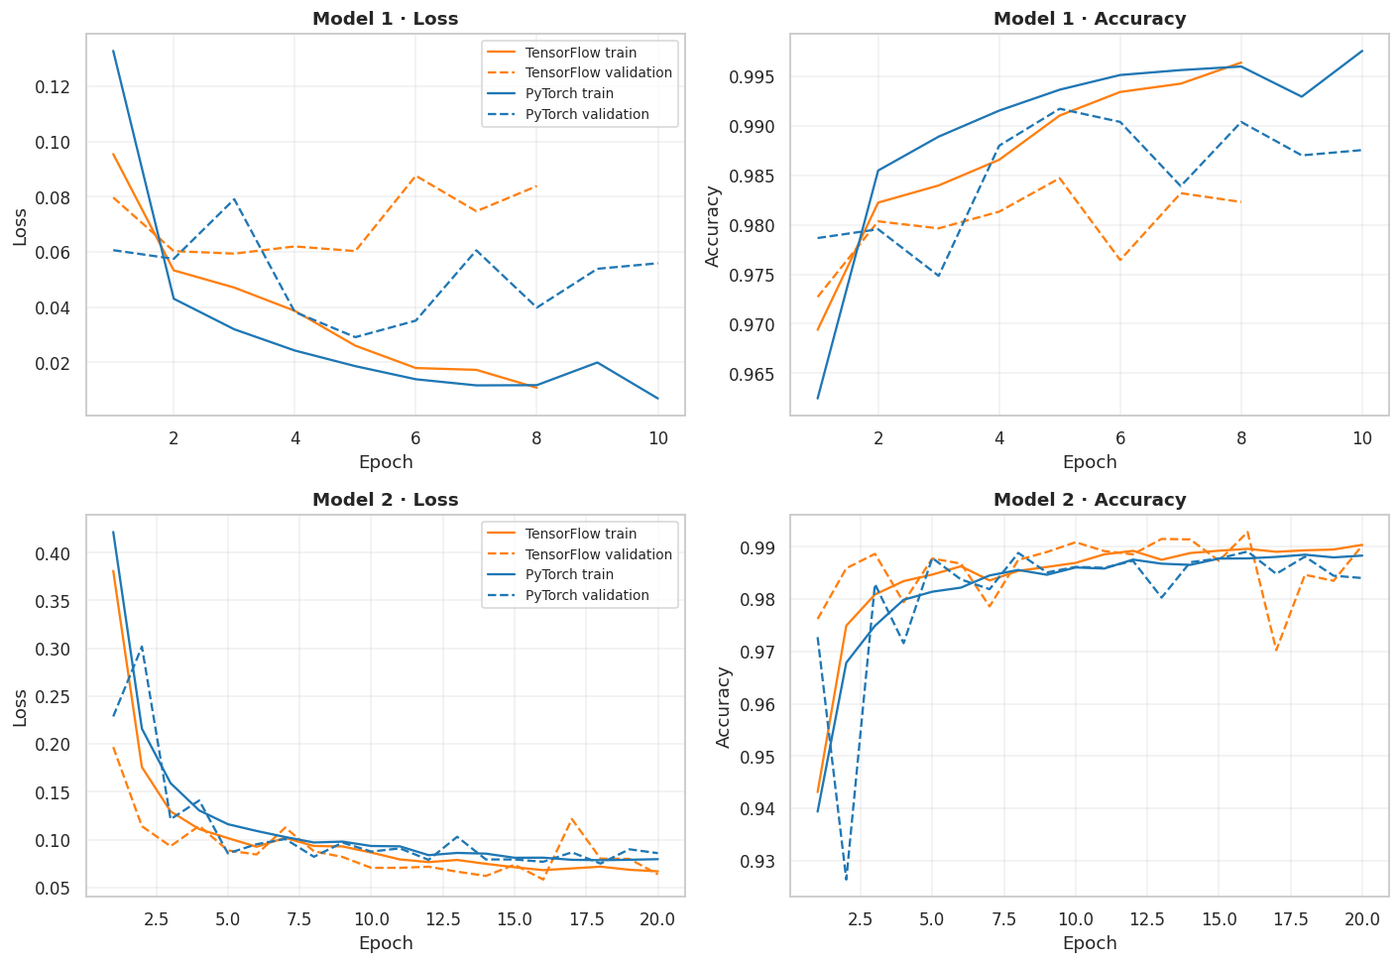 Model 1 · Loss
Loss
0.12
0.10
0.08
0.06
0.04
0.02
TensorFlow train
TensorFlow validation
PyTorch train
PyTorch validation
2 4 6 8 10
Epoch
Model 1 · Accuracy
Accuracy
0.995
0.990
0.985
0.980
0.975
0.970
0.965
2 4 6 8 10
Epoch
Model 2 · Loss
Loss
0.40
0.35
0.30
0.25
0.20
0.15
0.10
0.05
TensorFlow train
TensorFlow validation
PyTorch train
PyTorch validation
2.5 5.0 7.5 10.0 12.5 15.0 17.5 20.0
Epoch
Model 2 · Accuracy
Accuracy
0.99
0.98
0.97
0.96
0.95
0.94
0.93
2.5 5.0 7.5 10.0 12.5 15.0 17.5 20.0
Epoch